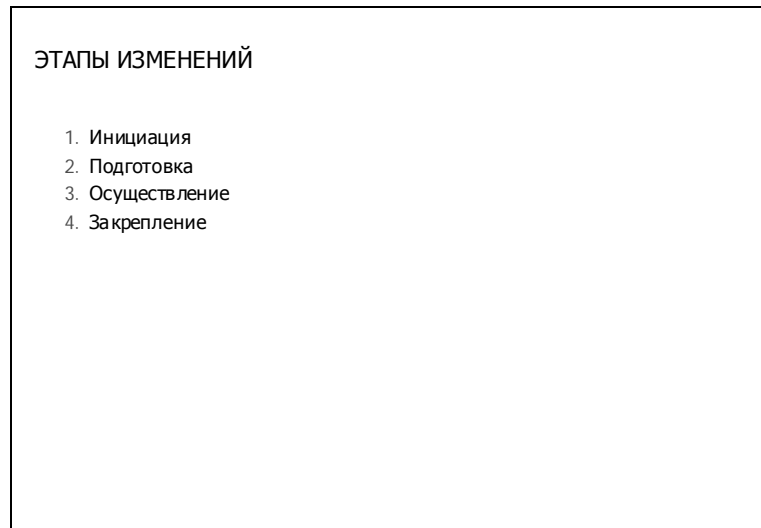 ЭТАПЫ ИЗМЕНЕНИЙ
1. Инициация
2. Подготовка
3. Осуществление
4. Закрепление